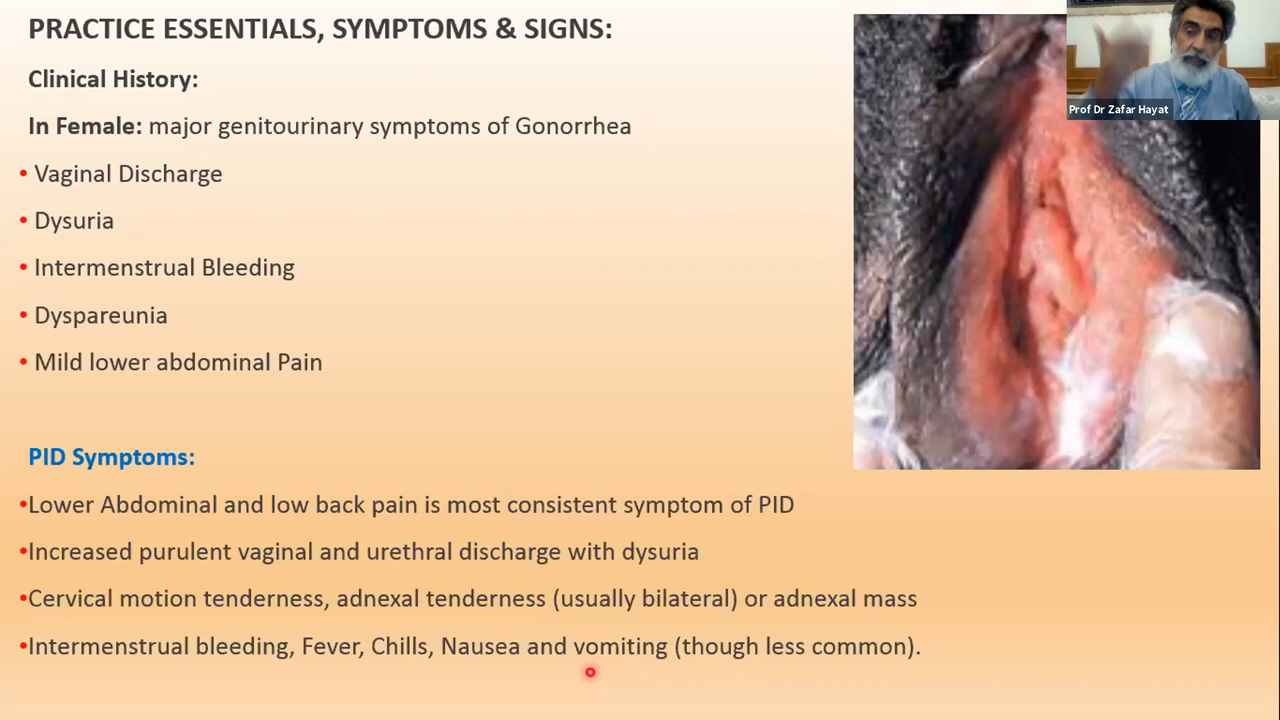 PRACTICE ESSENTIALS, SYMPTOMS & SIGNS:
Clinical History:
In Female: major genitourinary symptoms of Gonorrhea
• Vaginal Discharge
• Dysuria
• Intermenstrual Bleeding
• Dyspareunia
• Mild lower abdominal Pain
PID Symptoms:
•Lower Abdominal and low back pain is most consistent symptom of PID
•Increased purulent vaginal and urethral discharge with dysuria
•Cervical motion tenderness, adnexal tenderness (usually bilateral) or adnexal mass
•Intermenstrual bleeding, Fever, Chills, Nausea and vomiting (though less common).
Prof Dr Zafar Hayat